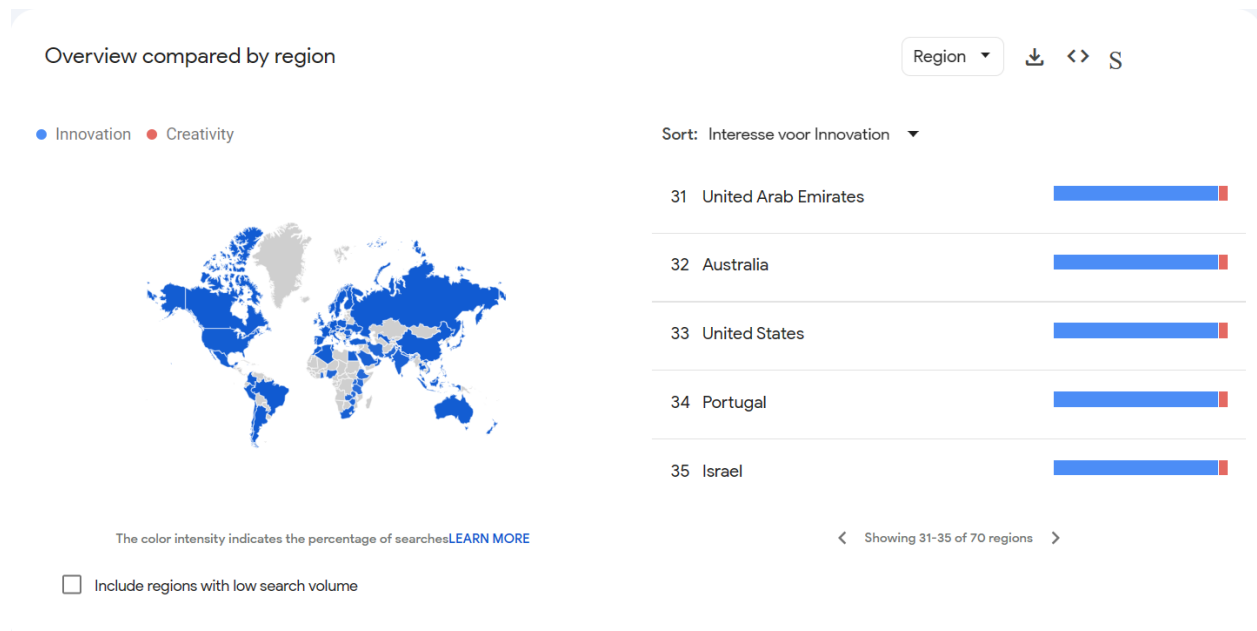 Overview compared by region
Region
S
Innovation Creativity
Sort: Interesse voor Innovation
31 United Arab Emirates
32 Australia
33 United States
34 Portugal
35 Israel
The color intensity indicates the percentage of searchesLEARN MORE
Showing 31-35 of 70 regions
Include regions with low search volume